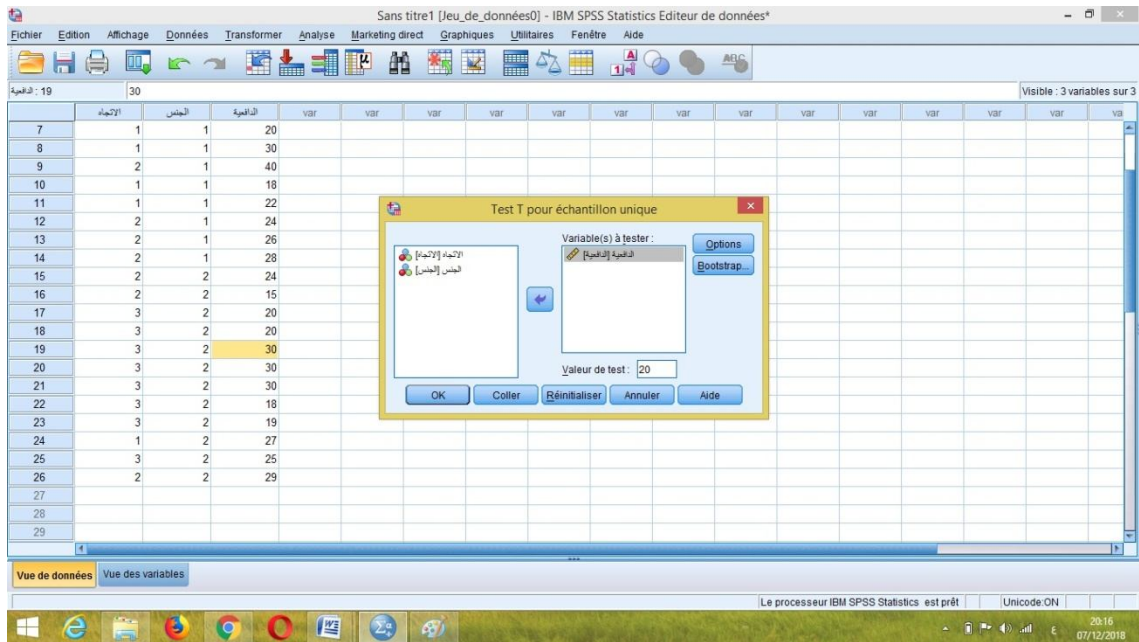 Sans titre1 [Jeu_de_données0] - IBM SPSS Statistics Editeur de données*
Fichier Edition Affichage Données Transformer Analyse Marketing direct Graphiques Utilitaires Fenêtre Aide
19 : الدافعية 30 Visible : 3 variables sur 3
الاتجاه الجنس الدافعية var var var var var var var var var var var var va
7 1 1 20
8 1 1 30
9 2 1 40
10 1 1 18
11 1 1 22
12 2 1 24
13 2 1 26
14 2 1 28
15 2 2 24
16 2 2 15
17 3 2 20
18 3 2 20
19 3 2 30
20 3 2 30
21 3 2 30
22 3 2 18
23 3 2 19
24 1 2 27
25 3 2 25
26 2 2 29
27
28
29
Test T pour échantillon unique
Variable(s) à tester :
الاتجاه [الاتجاه]
الجنس [الجنس]
الدافعية [الدافعية]
Options
Bootstrap...
Valeur de test : 20
OK Coller Réinitialiser Annuler Aide
Vue de données Vue des variables
Le processeur IBM SPSS Statistics est prêt Unicode:ON
20:16
07/12/2018